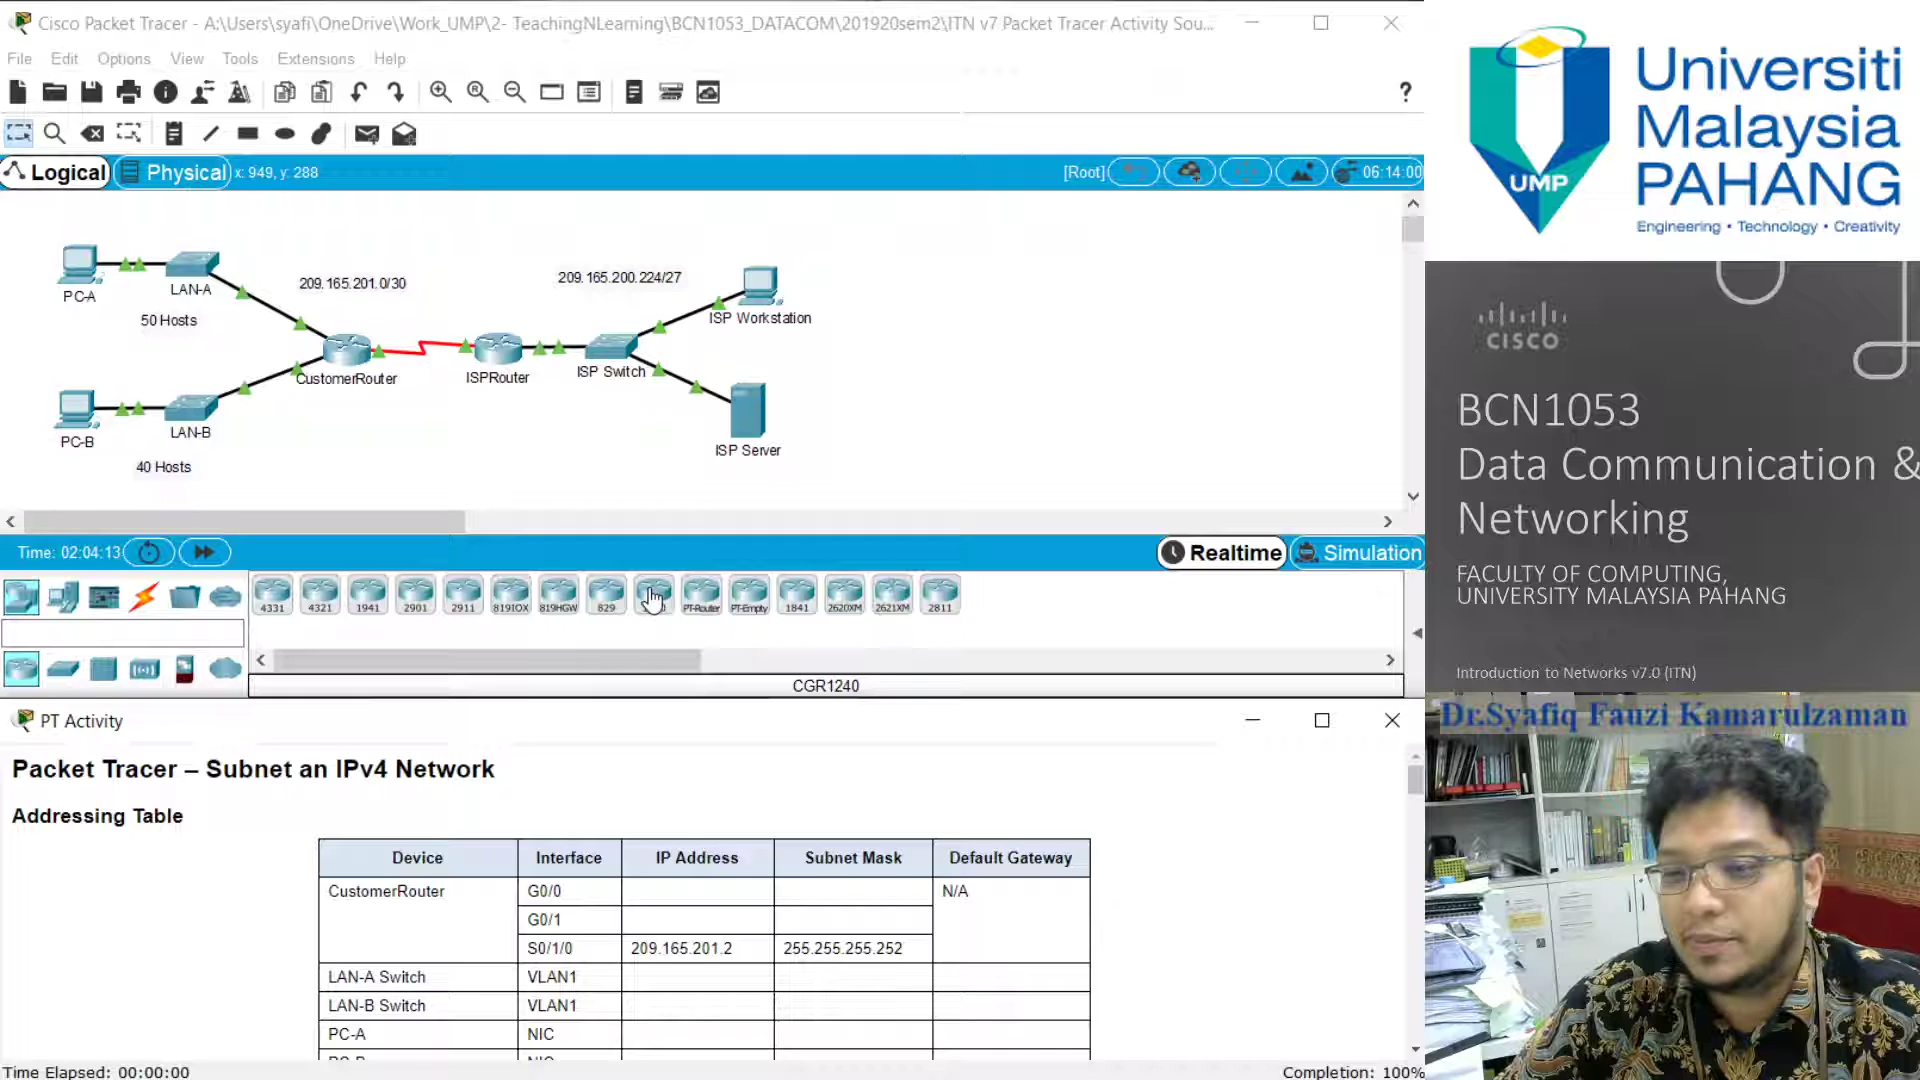 Cisco Packet Tracer - A:\Users\syafi\OneDrive\Work_UMP\2- TeachingNLearning\BCN1053_DATACOM\201920sem2\ITN v7 Packet Tracer Activity Sou...
File Edit Options View Tools Extensions Help
?
Logical Physical x: 949, y: 288 [Root] 06:14:00
PC-A
LAN-A
50 Hosts
209.165.201.0/30
209.165.200.224/27
ISP Workstation
CustomerRouter
ISPRouter
ISP Switch
PC-B
LAN-B
40 Hosts
ISP Server
Time: 02:04:13 Realtime Simulation
4331 4321 1941 2901 2911 819IOX 819HGW 829 PT-Router PT-Empty 1841 2620XM 2621XM 2811
CGR1240
PT Activity
Packet Tracer – Subnet an IPv4 Network
Addressing Table
Device Interface IP Address Subnet Mask Default Gateway
CustomerRouter G0/0 N/A
G0/1
S0/1/0 209.165.201.2 255.255.255.252
LAN-A Switch VLAN1
LAN-B Switch VLAN1
PC-A NIC
Time Elapsed: 00:00:00 Completion: 100%
UMP
Universiti
Malaysia
PAHANG
Engineering • Technology • Creativity
CISCO
BCN1053
Data Communication &
Networking
FACULTY OF COMPUTING,
UNIVERSITY MALAYSIA PAHANG
Introduction to Networks v7.0 (ITN)
Dr.Syafiq Fauzi Kamarulzaman